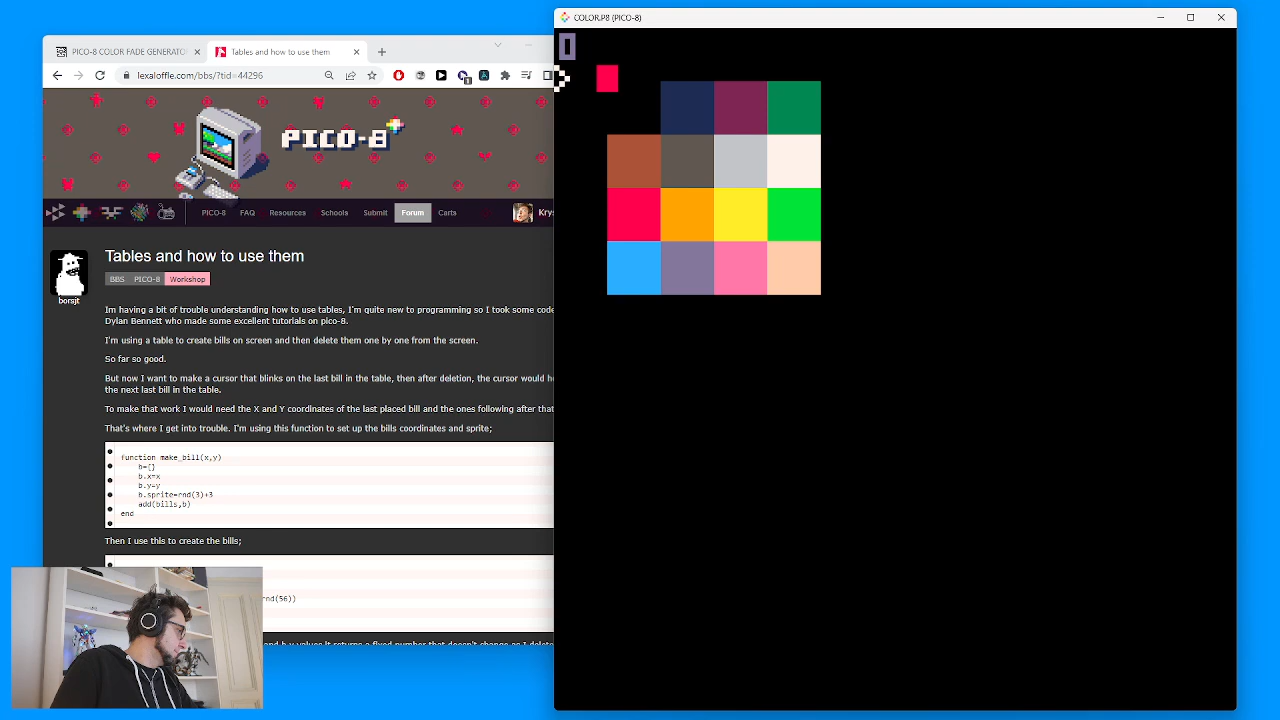 COLOR.P8 (PICO-8)
PICO-8 COLOR FADE GENERATO
Tables and how to use them
lexaloffle.com/bbs/?tid=44296
PICO-8
PICO-8 FAQ Resources Schools Submit Forum Carts
Krys
Tables and how to use them
BBS PICO-8 Workshop
borsjt
Im having a bit of trouble understanding how to use tables, I'm quite new to programming so I took some code
Dylan Bennett who made some excellent tutorials on pico-8.
I'm using a table to create bills on screen and then delete them one by one from the screen.
So far so good.
But now I want to make a cursor that blinks on the last bill in the table, then after deletion, the cursor would
the next last bill in the table.
To make that work I would need the X and Y coordinates of the last placed bill and the ones following after that
That's where I get into trouble. I'm using this function to set up the bills coordinates and sprite;
function make_bill(x,y)
b={}
b.x=x
b.y=y
b.sprite=rnd(3)+3
add(bills,b)
end
Then I use this to create the bills;
rnd(56))
0
>